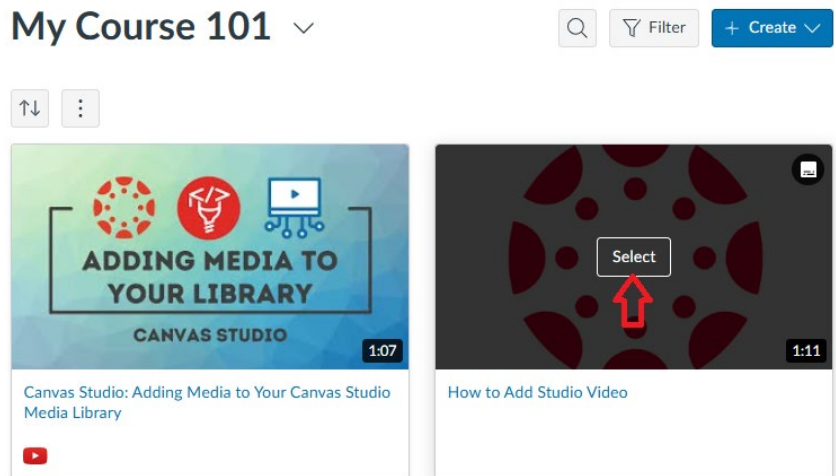 My Course 101
Filter
+ Create
ADDING MEDIA TO
YOUR LIBRARY
CANVAS STUDIO
1:07
Select
1:11
Canvas Studio: Adding Media to Your Canvas Studio
Media Library
How to Add Studio Video